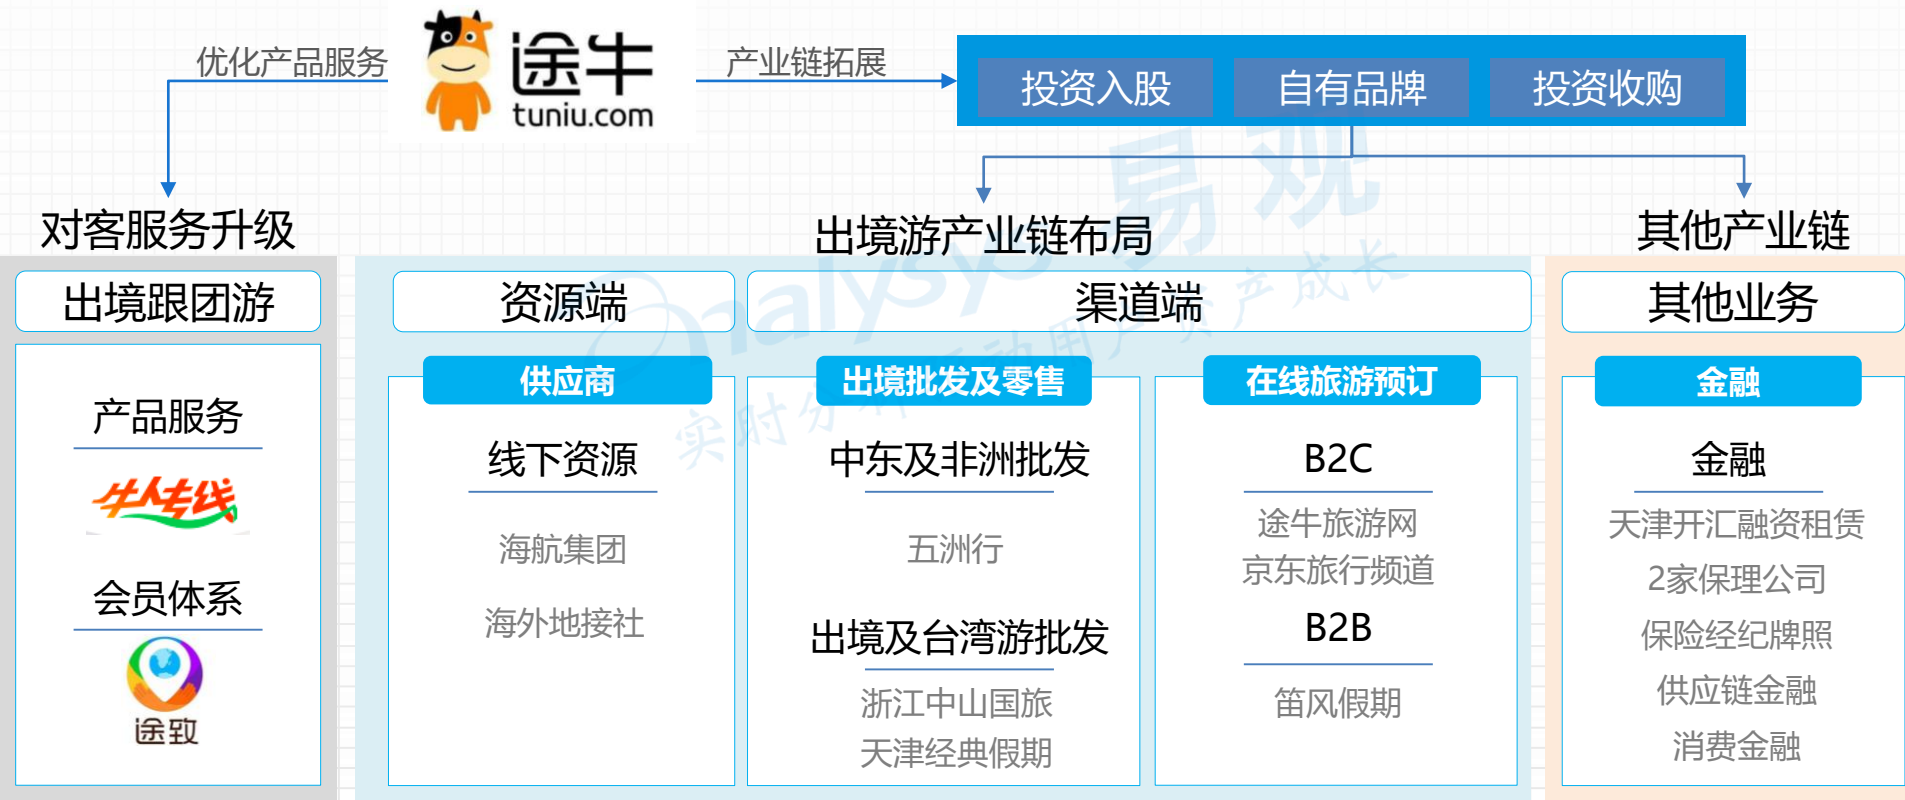 优化产品服务
途牛
tuniu.com
产业链拓展
投资入股
自有品牌
投资收购
对客服务升级
出境游产业链布局
其他产业链
出境跟团游
产品服务
牛人专线
会员体系
途致
资源端
渠道端
供应商
线下资源
海航集团
海外地接社
出境批发及零售
中东及非洲批发
五洲行
出境及台湾游批发
浙江中山国旅
天津经典假期
在线旅游预订
B2C
途牛旅游网
京东旅行频道
B2B
笛风假期
其他业务
金融
金融
天津开汇融资租赁
2家保理公司
保险经纪牌照
供应链金融
消费金融
analysys 易观